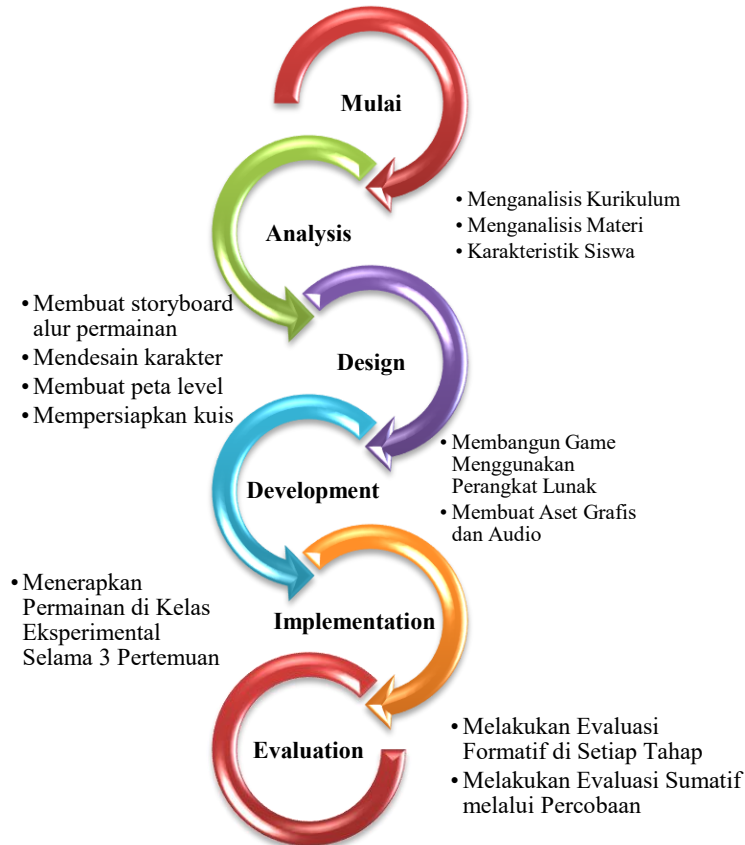 Mulai
• Menganalisis Kurikulum
• Menganalisis Materi
• Karakteristik Siswa
Analysis
• Membuat storyboard
alur permainan
• Mendesain karakter
• Membuat peta level
• Mempersiapkan kuis
Design
• Membangun Game
Menggunakan
Perangkat Lunak
• Membuat Aset Grafis
dan Audio
Development
• Menerapkan
Permainan di Kelas
Eksperimental
Selama 3 Pertemuan
Implementation
• Melakukan Evaluasi
Formatif di Setiap Tahap
• Melakukan Evaluasi Sumatif
melalui Percobaan
Evaluation